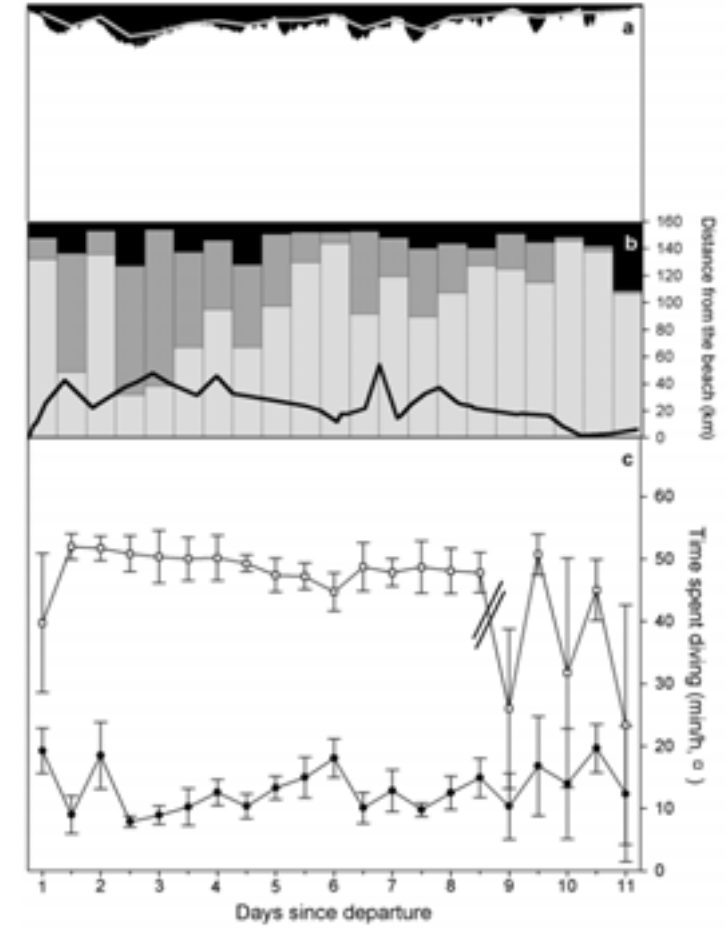 a
b
160
140
120
100
80
60
40
20
0
Distance from the beach (km)
c
60
50
40
30
20
10
0
Time spent diving (min/h, ○ )
1 2 3 4 5 6 7 8 9 10 11
Days since departure